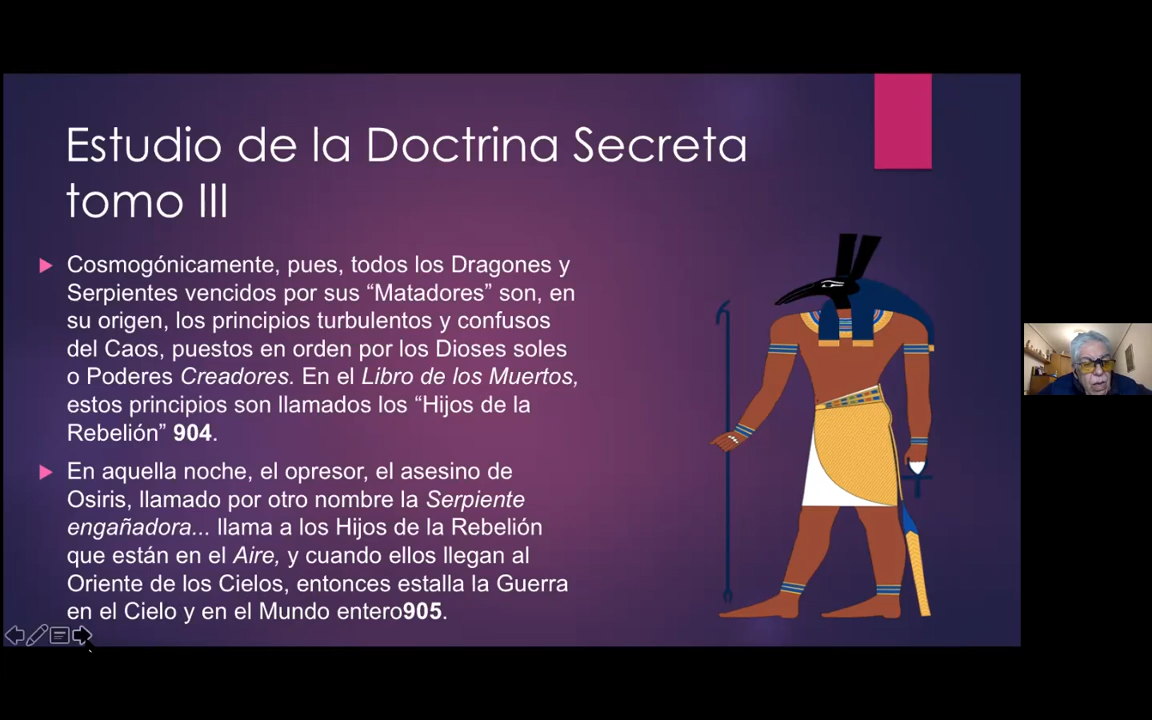 Estudio de la Doctrina Secreta
tomo III
Cosmogónicamente, pues, todos los Dragones y
Serpientes vencidos por sus “Matadores” son, en
su origen, los principios turbulentos y confusos
del Caos, puestos en orden por los Dioses soles
o Poderes Creadores. En el Libro de los Muertos,
estos principios son llamados los “Hijos de la
Rebelión” 904.
En aquella noche, el opresor, el asesino de
Osiris, llamado por otro nombre la Serpiente
engañadora... llama a los Hijos de la Rebelión
que están en el Aire, y cuando ellos llegan al
Oriente de los Cielos, entonces estalla la Guerra
en el Cielo y en el Mundo entero905.